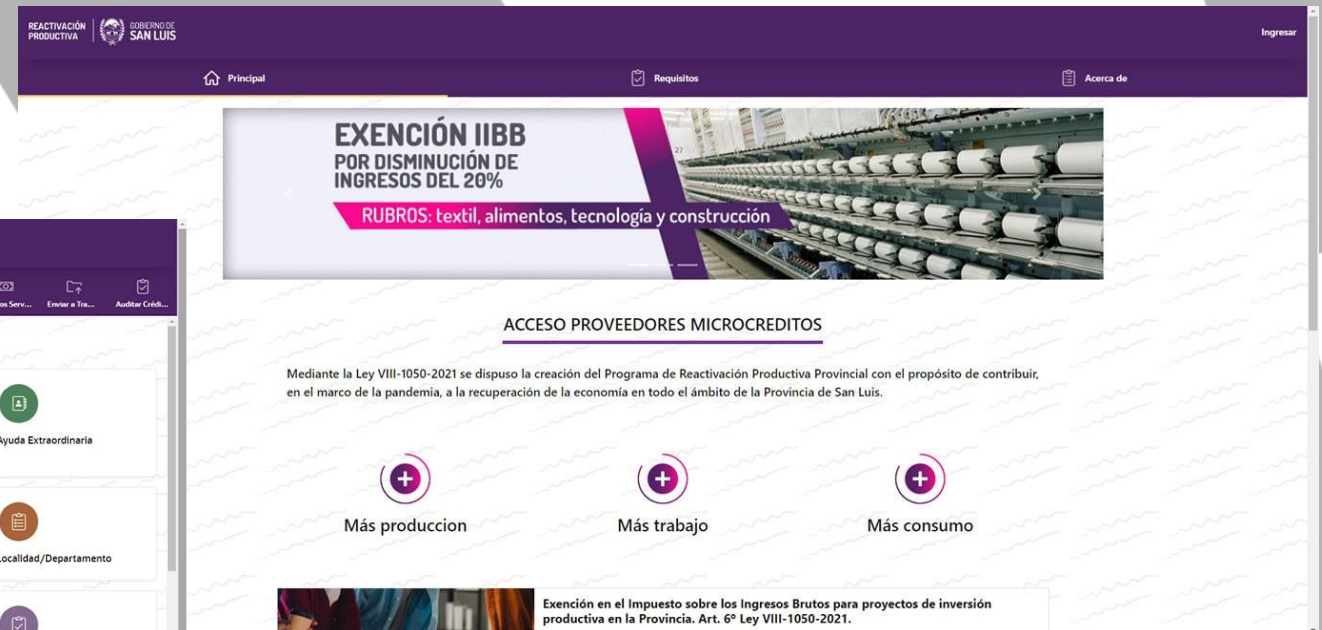 REACTIVACIÓN
PRODUCTIVA
GOBIERNO DE
SAN LUIS
Ingresar
Principal
Requisitos
Acerca de
EXENCIÓN IIBB
POR DISMINUCIÓN DE
INGRESOS DEL 20%
RUBROS: textil, alimentos, tecnología y construcción
27
ACCESO PROVEEDORES MICROCREDITOS
Mediante la Ley VIII-1050-2021 se dispuso la creación del Programa de Reactivación Productiva Provincial con el propósito de contribuir,
en el marco de la pandemia, a la recuperación de la economía en todo el ámbito de la Provincia de San Luis.
Más produccion
Más trabajo
Más consumo
Exención en el Impuesto sobre los Ingresos Brutos para proyectos de inversión
productiva en la Provincia. Art. 6º Ley VIII-1050-2021.
os Serv...
Enviar a Tra...
Auditar Crédi...
Ayuda Extraordinaria
Localidad/Departamento